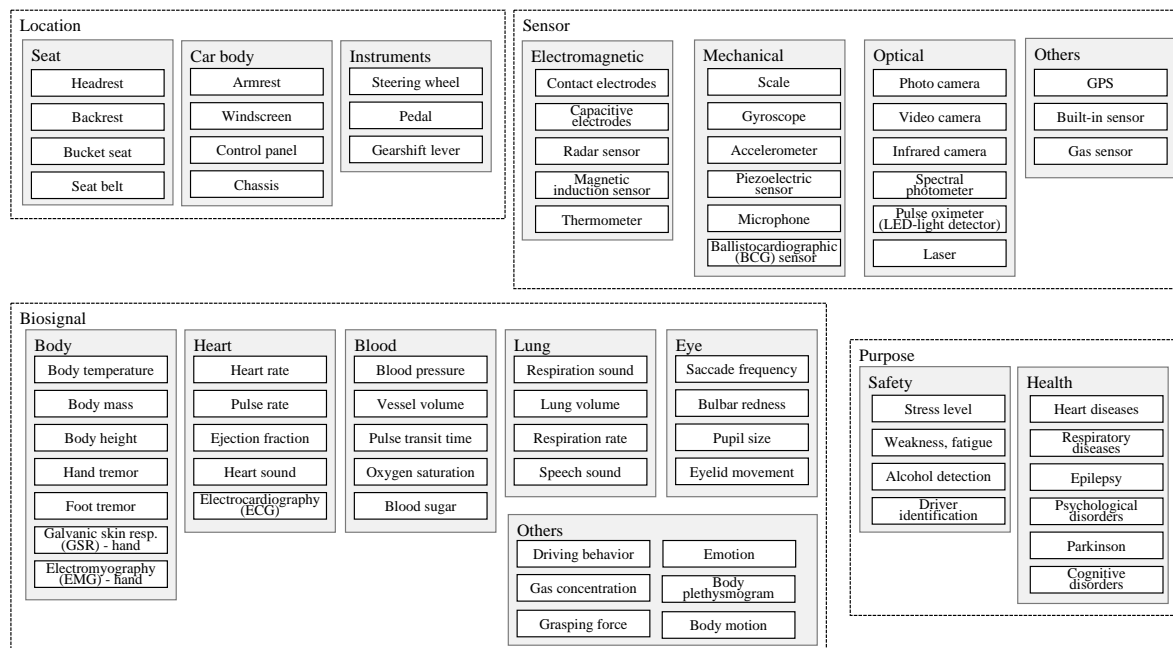 Location
Seat
Headrest
Backrest
Bucket seat
Seat belt
Car body
Armrest
Windscreen
Control panel
Chassis
Instruments
Steering wheel
Pedal
Gearshift lever
Sensor
Electromagnetic
Contact electrodes
Capacitive
electrodes
Radar sensor
Magnetic
induction sensor
Thermometer
Mechanical
Scale
Gyroscope
Accelerometer
Piezoelectric
sensor
Microphone
Ballistocardiographic
(BCG) sensor
Optical
Photo camera
Video camera
Infrared camera
Spectral
photometer
Pulse oximeter
(LED-light detector)
Laser
Others
GPS
Built-in sensor
Gas sensor
Biosignal
Body
Body temperature
Body mass
Body height
Hand tremor
Foot tremor
Galvanic skin resp.
(GSR) - hand
Electromyography
(EMG) - hand
Heart
Heart rate
Pulse rate
Ejection fraction
Heart sound
Electrocardiography
(ECG)
Blood
Blood pressure
Vessel volume
Pulse transit time
Oxygen saturation
Blood sugar
Lung
Respiration sound
Lung volume
Respiration rate
Speech sound
Eye
Saccade frequency
Bulbar redness
Pupil size
Eyelid movement
Others
Driving behavior
Gas concentration
Grasping force
Emotion
Body
plethysmogram
Body motion
Purpose
Safety
Stress level
Weakness, fatigue
Alcohol detection
Driver
identification
Health
Heart diseases
Respiratory
diseases
Epilepsy
Psychological
disorders
Parkinson
Cognitive
disorders